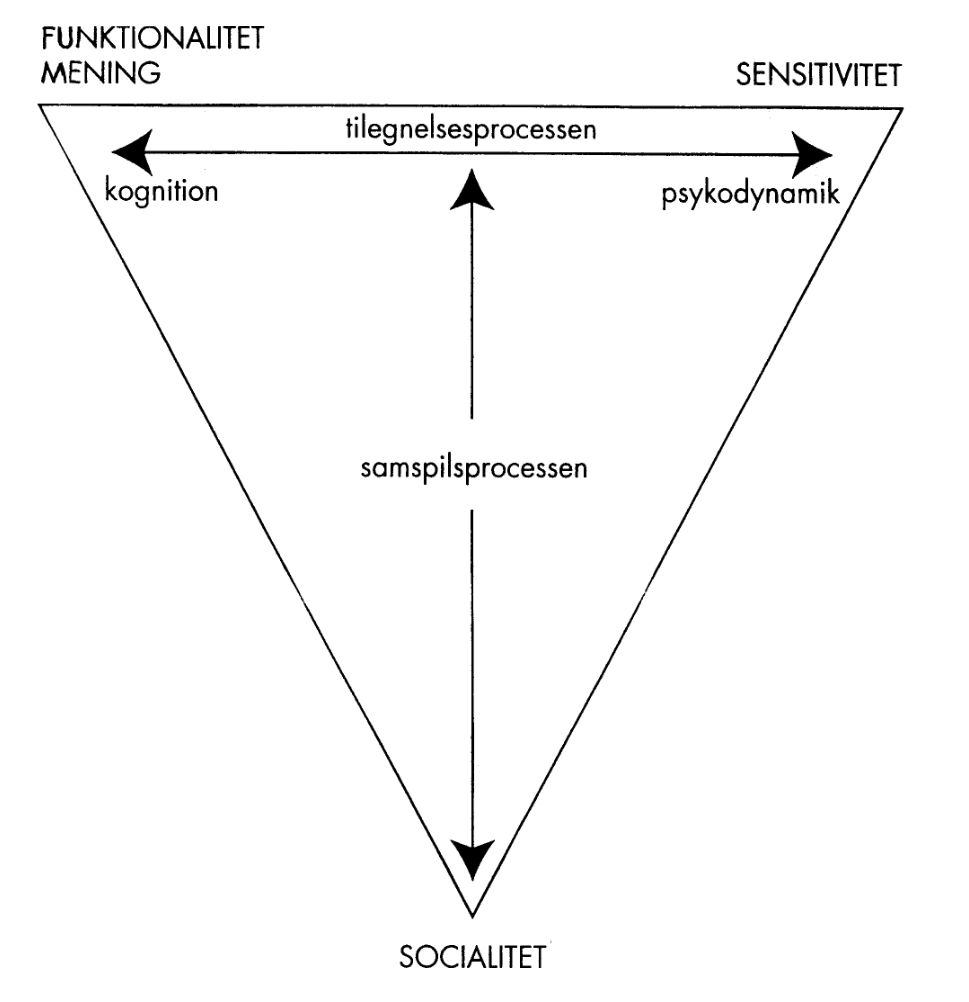 FUNKTIONALITET
MENING
SENSITIVITET
tilegnelsesprocessen
kognition
psykodynamik
samspilsprocessen
SOCIALITET